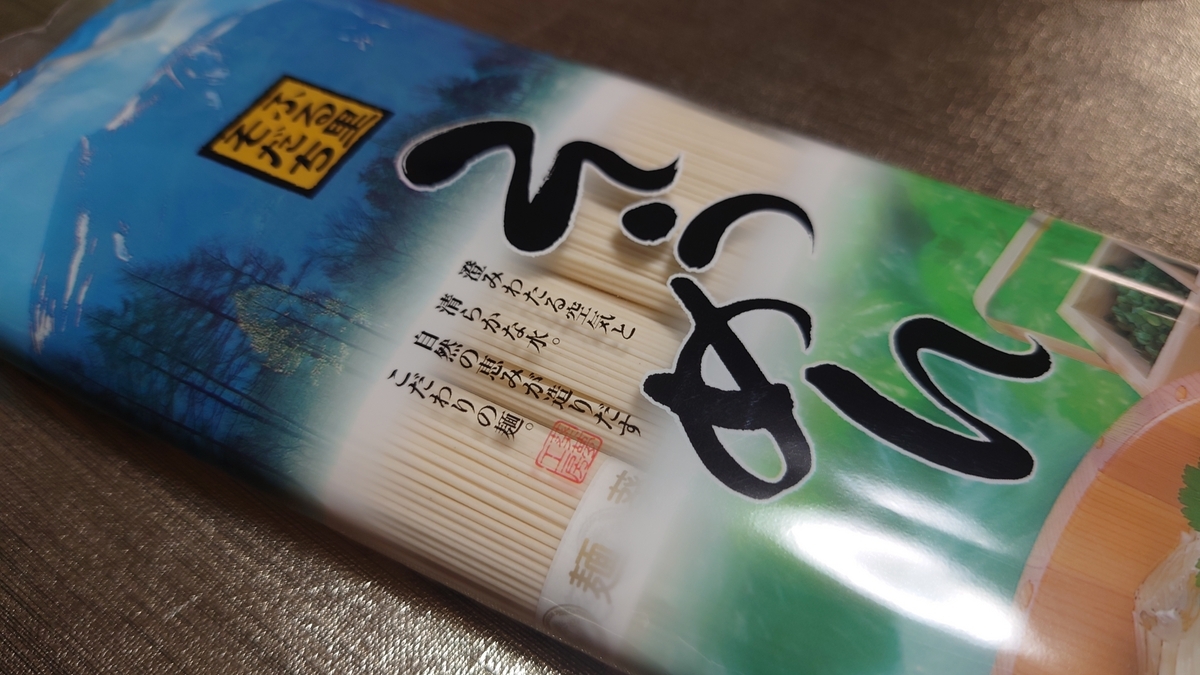 ふる里
そだち
そうめん
澄みわたる空気と
清らかな水。
自然の恵みが造りだす
こだわりの麺。
麺